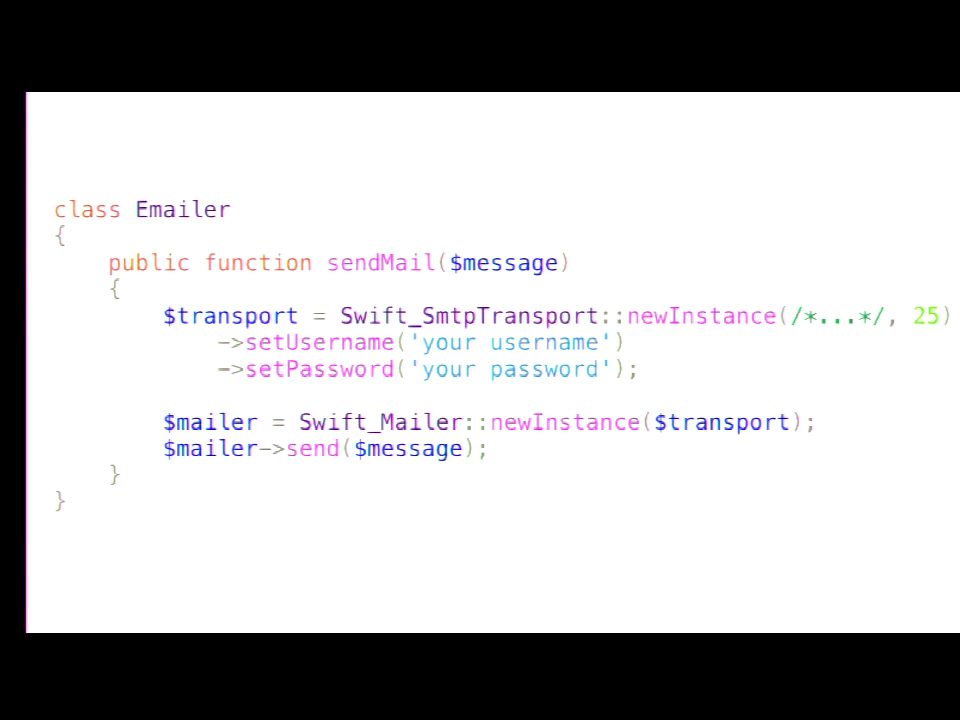 class Emailer
{
    public function sendMail($message)
    {
        $transport = Swift_SmtpTransport::newInstance(/*...*/, 25)
            ->setUsername('your username')
            ->setPassword('your password');

        $mailer = Swift_Mailer::newInstance($transport);
        $mailer->send($message);
    }
}